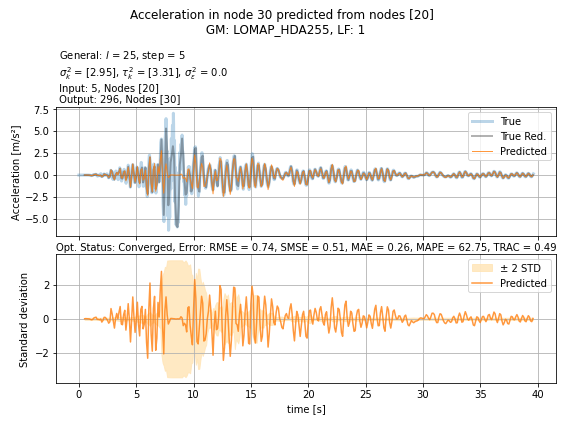 Acceleration in node 30 predicted from nodes [20]
GM: LOMAP_HDA255, LF: 1
General: l = 25, step = 5
σ²ₖ = [2.95], τ²ₖ = [3.31], σ²ε = 0.0
Input: 5, Nodes [20]
Output: 296, Nodes [30]
7.5
5.0
2.5
0.0
−2.5
−5.0
Acceleration [m/s²]
True
True Red.
Predicted
Opt. Status: Converged, Error: RMSE = 0.74, SMSE = 0.51, MAE = 0.26, MAPE = 62.75, TRAC = 0.49
2
0
−2
Standard deviation
± 2 STD
Predicted
0 5 10 15 20 25 30 35 40
time [s]